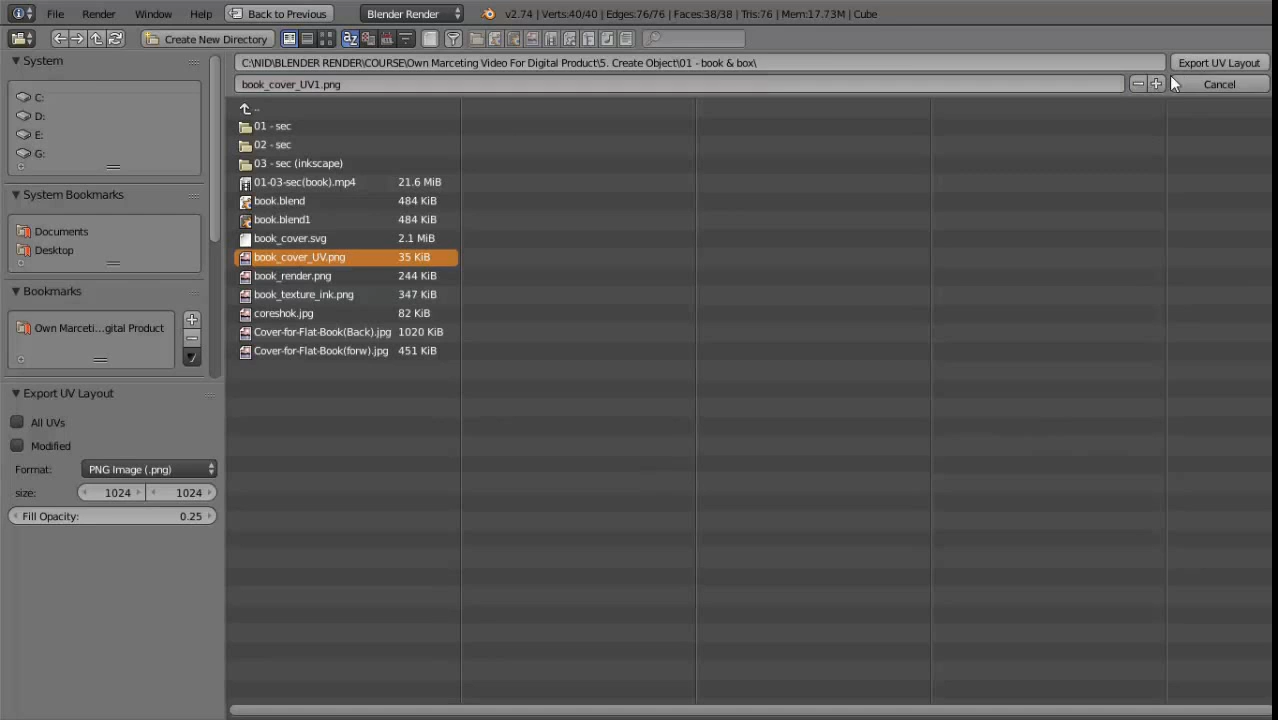 File Render Window Help Back to Previous Blender Render v2.74 | Verts:40/40 | Edges:76/76 | Faces:38/38 | Tris:76 | Mem:17.73M | Cube
Create New Directory
System
C:
D:
E:
G:
System Bookmarks
Documents
Desktop
Bookmarks
Own Marceti...gital Product
Export UV Layout
All UVs
Modified
Format: PNG Image (.png)
size: 1024 1024
Fill Opacity: 0.25
C:\NID\BLENDER RENDER\COURSE\Own Marceting Video For Digital Product\5. Create Object\01 - book & box\
Export UV Layout
book_cover_UV1.png
Cancel
..
01 - sec
02 - sec
03 - sec (inkscape)
01-03-sec(book).mp4 21.6 MiB
book.blend 484 KiB
book.blend1 484 KiB
book_cover.svg 2.1 MiB
book_cover_UV.png 35 KiB
book_render.png 244 KiB
book_texture_ink.png 347 KiB
coreshok.jpg 82 KiB
Cover-for-Flat-Book(Back).jpg 1020 KiB
Cover-for-Flat-Book(forw).jpg 451 KiB